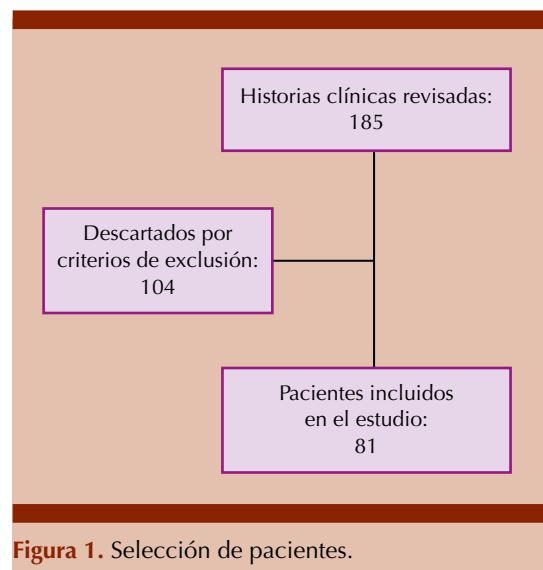 Historias clínicas revisadas:
185
Descartados por
criterios de exclusión:
104
Pacientes incluidos
en el estudio:
81
Figura 1. Selección de pacientes.